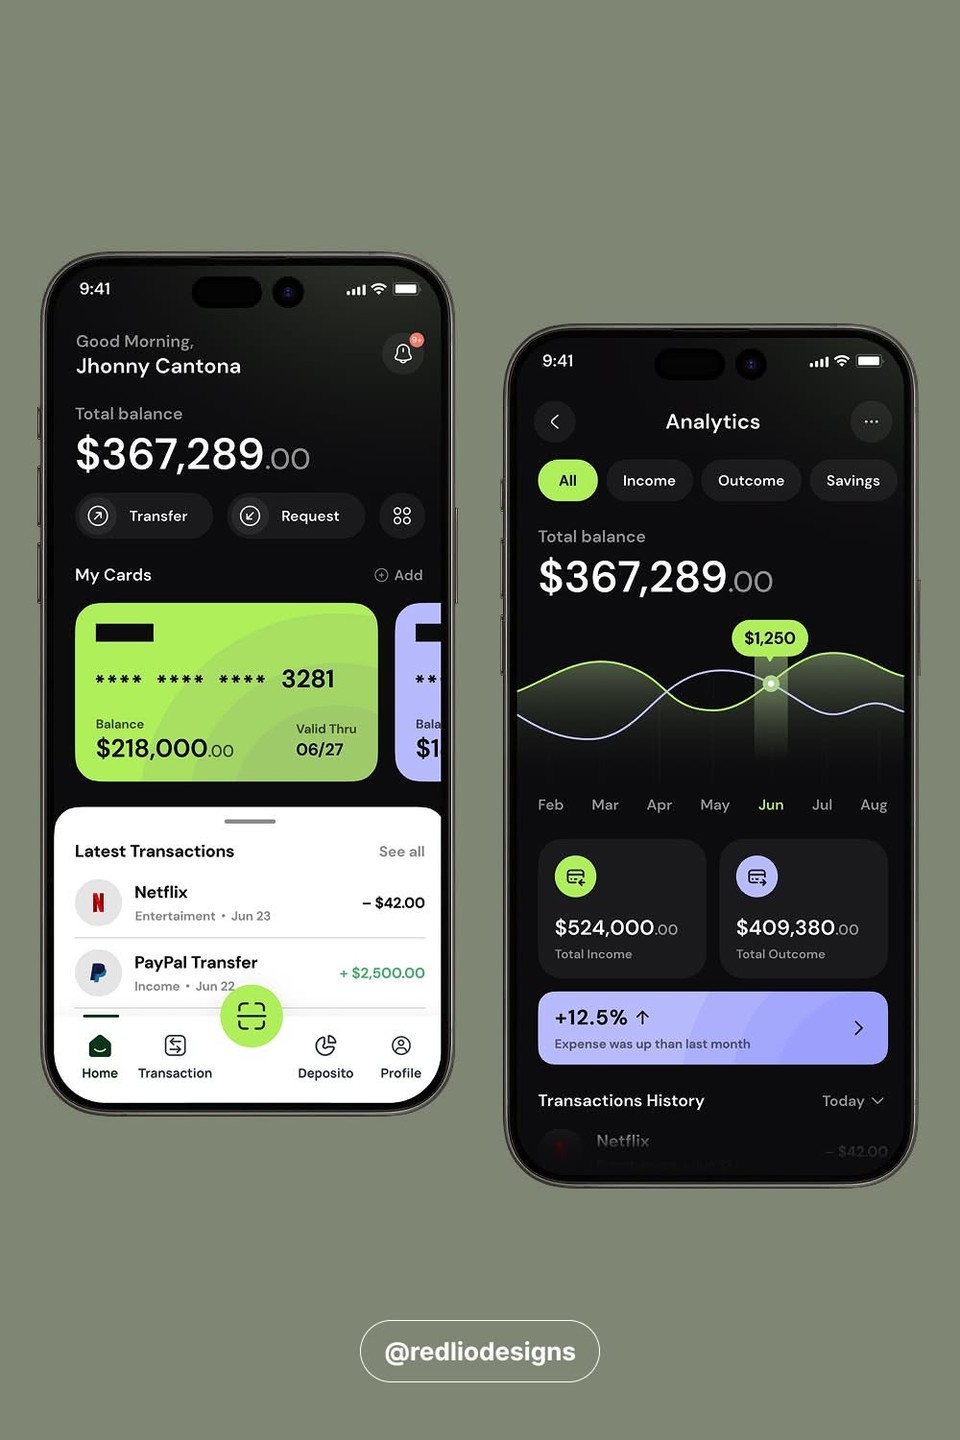 9:41
Good Morning,
Jhonny Cantona
9+
Total balance
$367,289.00
Transfer
Request
My Cards
Add
**** **** **** 3281
Balance
$218,000.00
Valid Thru
06/27
**
Bala
$1
Latest Transactions
See all
Netflix
Entertaiment • Jun 23
– $42.00
PayPal Transfer
Income • Jun 22
+ $2,500.00
Home
Transaction
Deposito
Profile
9:41
Analytics
All
Income
Outcome
Savings
Total balance
$367,289.00
$1,250
Feb
Mar
Apr
May
Jun
Jul
Aug
$524,000.00
Total Income
$409,380.00
Total Outcome
+12.5% ↑
Expense was up than last month
Transactions History
Today
Netflix
– $42.00
@redliodesigns